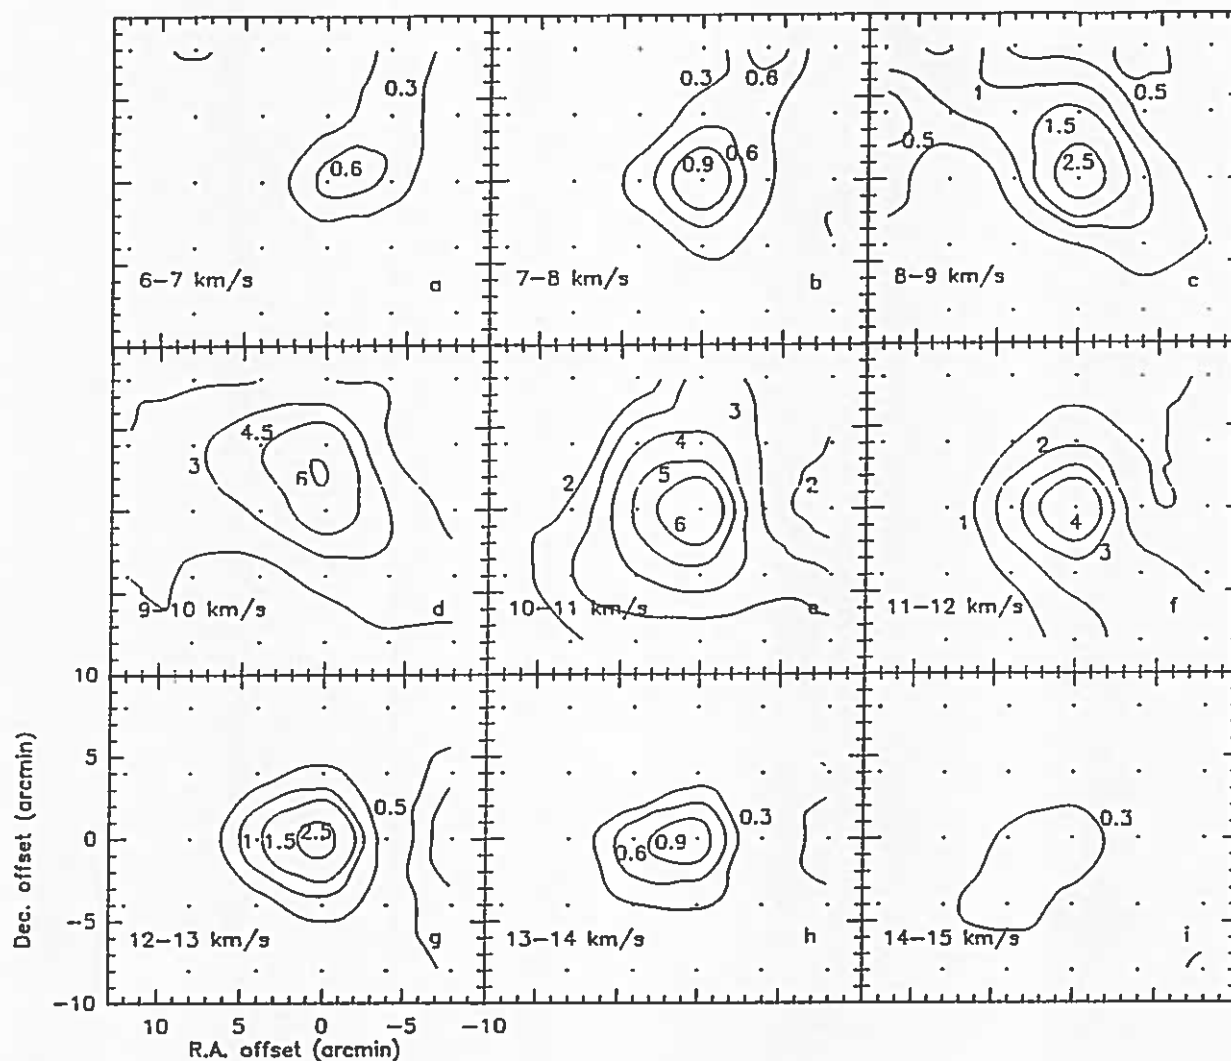 0.3
0.6
6-7 km/s
a
0.3
0.6
0.9
0.6
7-8 km/s
b
1
0.5
1.5
0.5
2.5
8-9 km/s
c
4.5
3
6
9-10 km/s
d
3
4
2
5
2
6
10-11 km/s
e
2
1
4
3
11-12 km/s
f
0.5
1
1.5
2.5
12-13 km/s
g
0.3
0.6
0.9
13-14 km/s
h
0.3
14-15 km/s
i
10
5
0
-5
-10
Dec. offset (arcmin)
10
5
0
-5
-10
R.A. offset (arcmin)